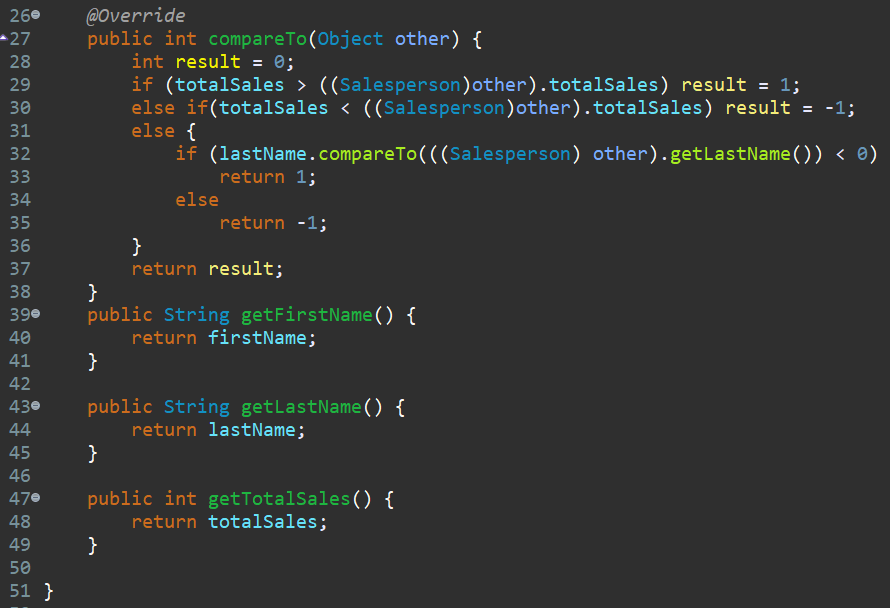 26 @Override
27 public int compareTo(Object other) {
28 int result = 0;
29 if (totalSales > ((Salesperson)other).totalSales) result = 1;
30 else if(totalSales < ((Salesperson)other).totalSales) result = -1;
31 else {
32 if (lastName.compareTo(((Salesperson) other).getLastName()) < 0)
33 return 1;
34 else
35 return -1;
36 }
37 return result;
38 }
39 public String getFirstName() {
40 return firstName;
41 }
42
43 public String getLastName() {
44 return lastName;
45 }
46
47 public int getTotalSales() {
48 return totalSales;
49 }
50
51 }